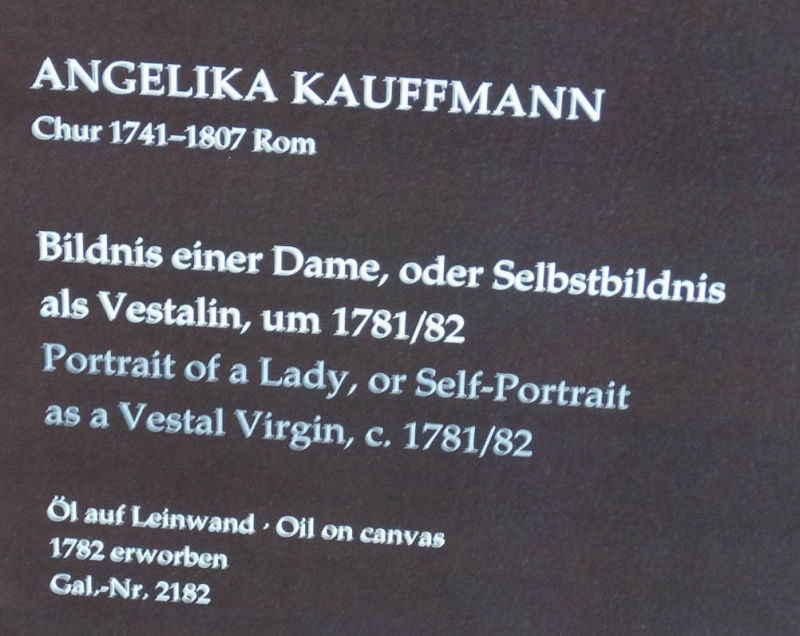 ANGELIKA KAUFFMANN
Chur 1741–1807 Rom
Bildnis einer Dame, oder Selbstbildnis
als Vestalin, um 1781/82
Portrait of a Lady, or Self-Portrait
as a Vestal Virgin, c. 1781/82
Öl auf Leinwand · Oil on canvas
1782 erworben
Gal.-Nr. 2182